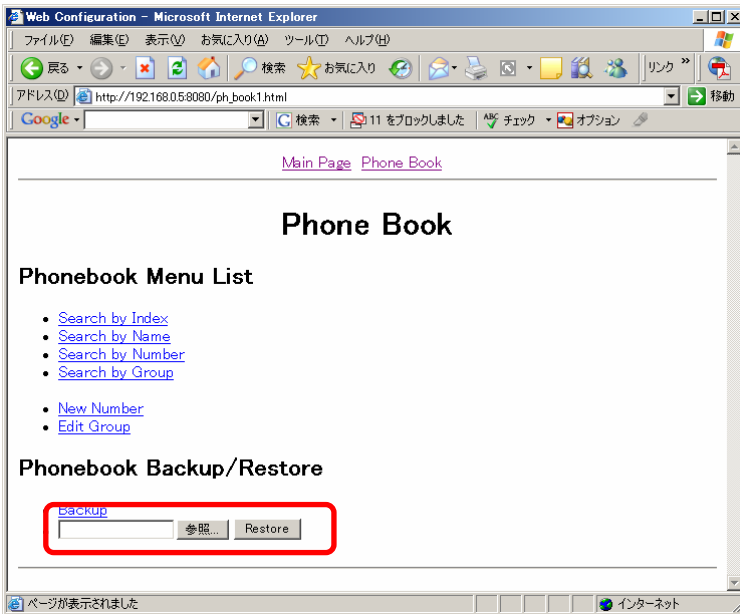 Web Configuration - Microsoft Internet Explorer
ファイル(F) 編集(E) 表示(V) お気に入り(A) ツール(T) ヘルプ(H)
戻る 検索 お気に入り リンク »
アドレス(D) http://192.168.0.5:8080/ph_book1.html 移動
Google 検索 11 をブロックしました ABC チェック オプション
Main Page Phone Book
Phone Book
Phonebook Menu List
• Search by Index
• Search by Name
• Search by Number
• Search by Group
• New Number
• Edit Group
Phonebook Backup/Restore
Backup
参照... Restore
ページが表示されました インターネット